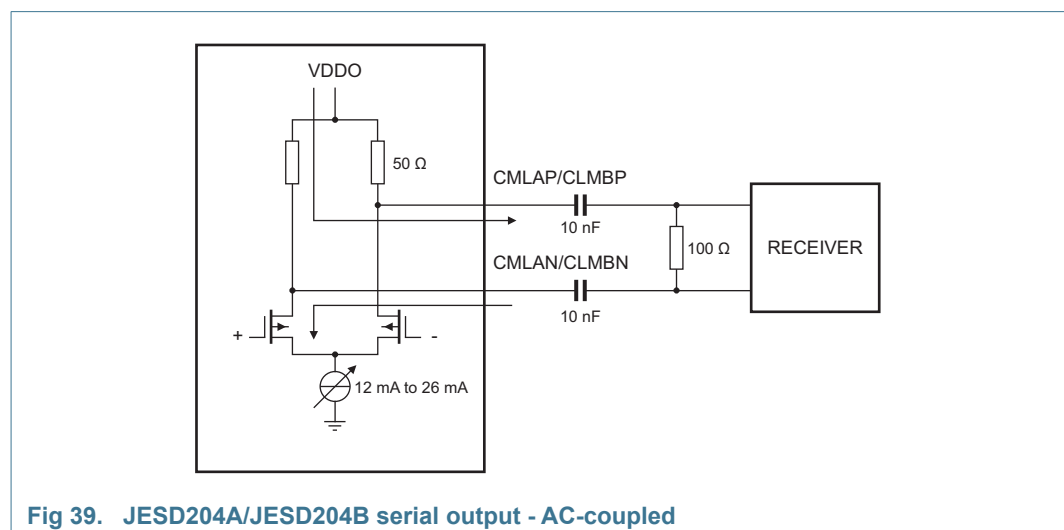 VDDO
50 Ω
CMLAP/CLMBP
10 nF
100 Ω
RECEIVER
CMLAN/CLMBN
10 nF
+
-
12 mA to 26 mA
Fig 39. JESD204A/JESD204B serial output - AC-coupled